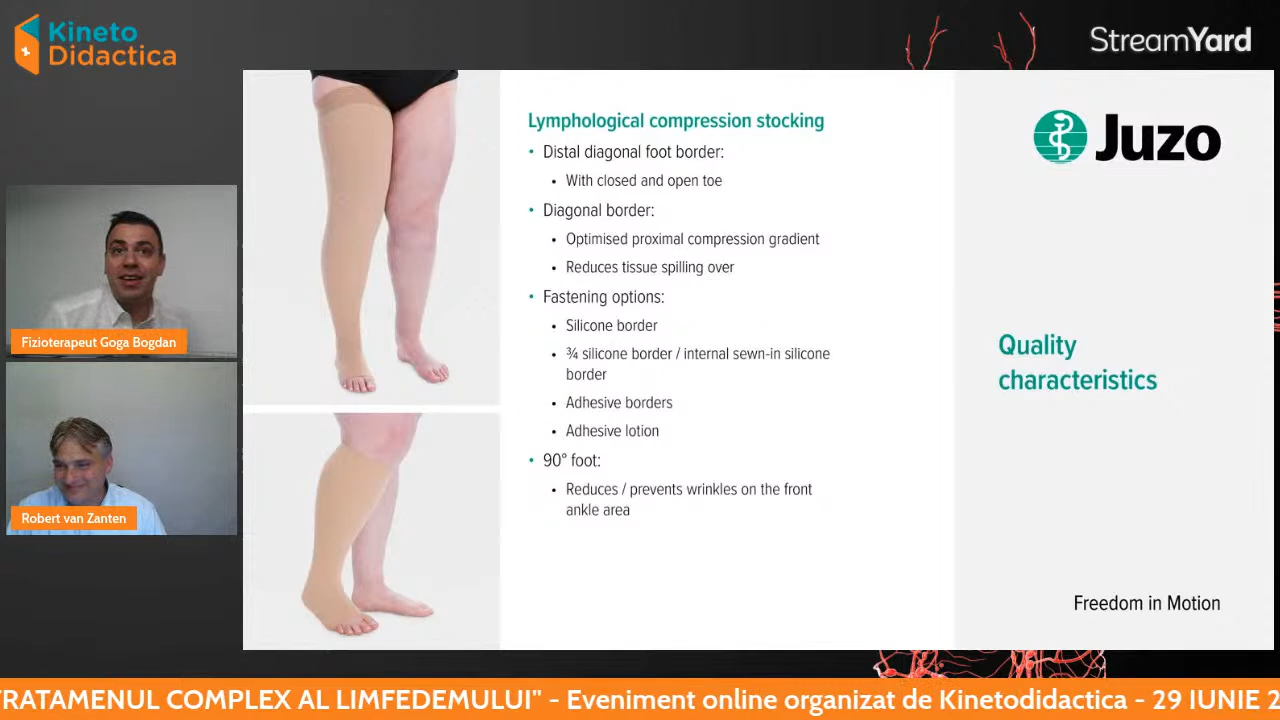 Kineto
Didactica
StreamYard
Lymphological compression stocking
• Distal diagonal foot border:
• With closed and open toe
• Diagonal border:
• Optimised proximal compression gradient
• Reduces tissue spilling over
• Fastening options:
• Silicone border
• ¾ silicone border / internal sewn-in silicone
border
• Adhesive borders
• Adhesive lotion
• 90° foot:
• Reduces / prevents wrinkles on the front
ankle area
Juzo
Quality
characteristics
Freedom in Motion
Fizioterapeut Goga Bogdan
Robert van Zanten
RATAMENUL COMPLEX AL LIMFEDEMULUI" - Eveniment online organizat de Kinetodidactica - 29 IUNIE 2